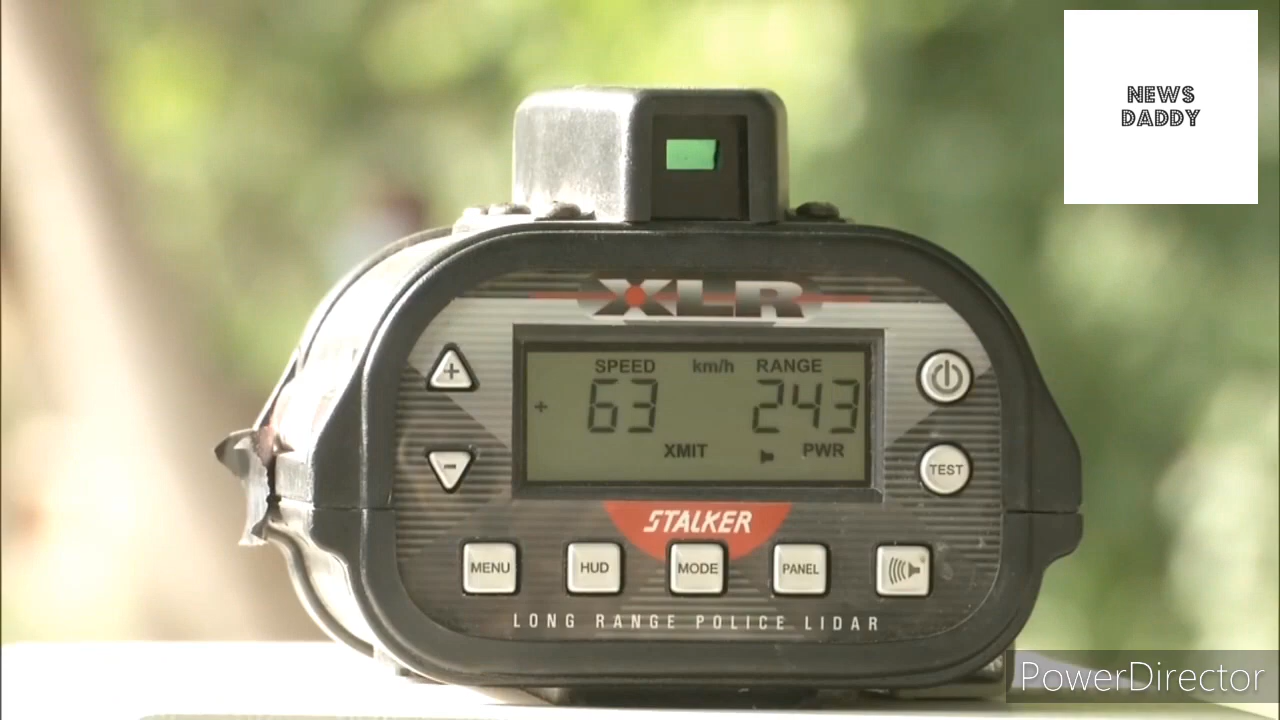 NEWS
DADDY
XLR
SPEED km/h RANGE
+ 63 243
XMIT PWR
+
-
TEST
STALKER
MENU HUD MODE PANEL
LONG RANGE POLICE LIDAR
PowerDirector